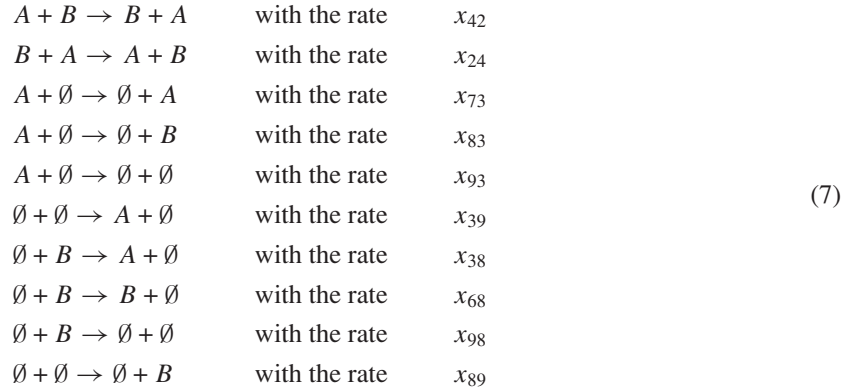 A + B → B + A with the rate x₄₂
B + A → A + B with the rate x₂₄
A + ∅ → ∅ + A with the rate x₇₃
A + ∅ → ∅ + B with the rate x₈₃
A + ∅ → ∅ + ∅ with the rate x₉₃
∅ + ∅ → A + ∅ with the rate x₃₉
∅ + B → A + ∅ with the rate x₃₈
∅ + B → B + ∅ with the rate x₆₈
∅ + B → ∅ + ∅ with the rate x₉₈
∅ + ∅ → ∅ + B with the rate x₈₉
(7)